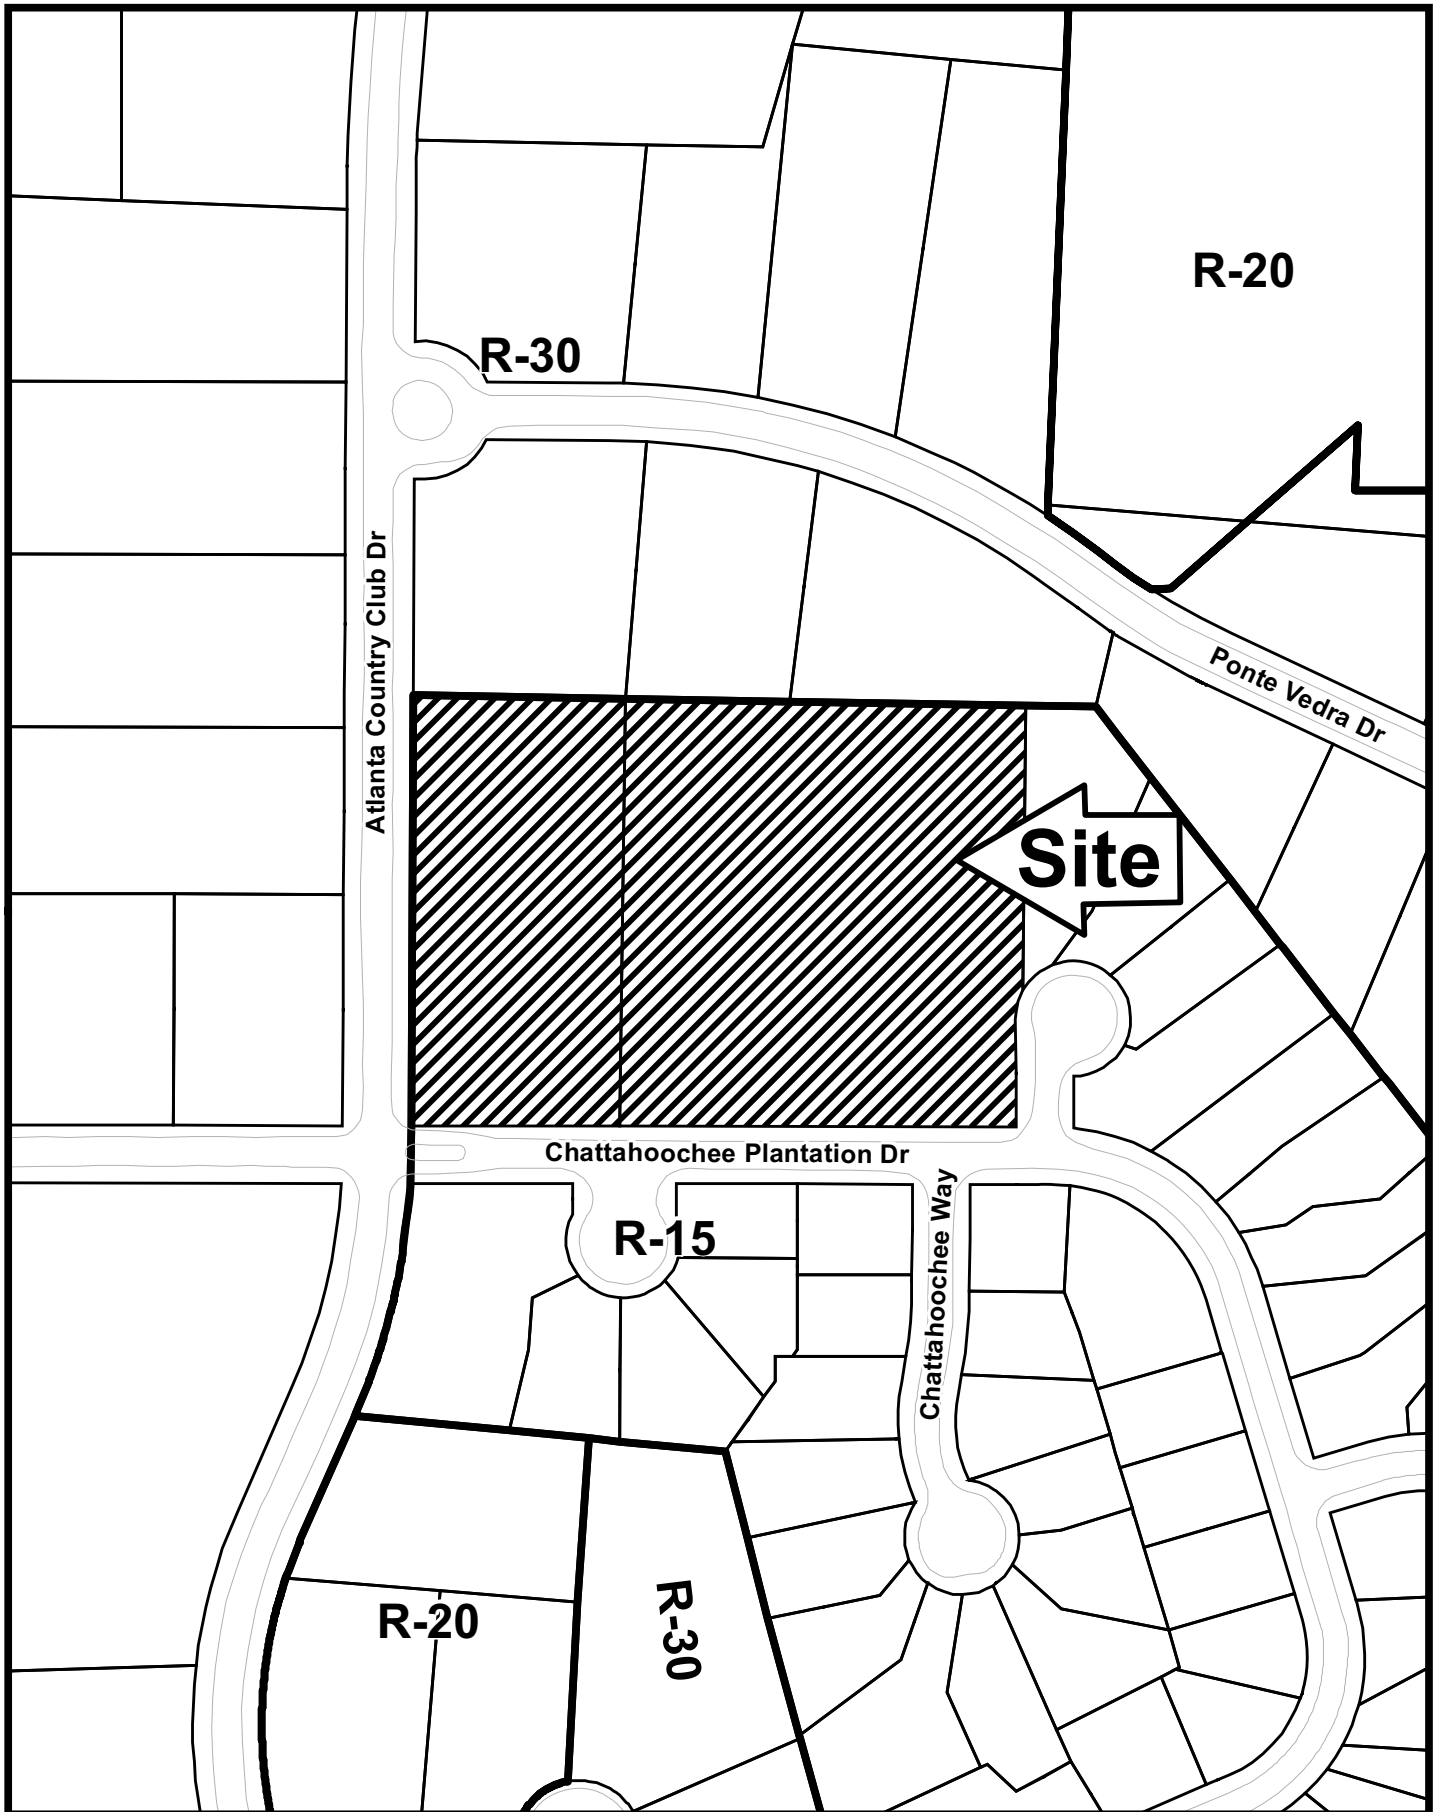 R-20
R-30
Atlanta Country Club Dr
Ponte Vedra Dr
Site
Chattahoochee Plantation Dr
Chattahoochee Way
R-15
R-20
R-30